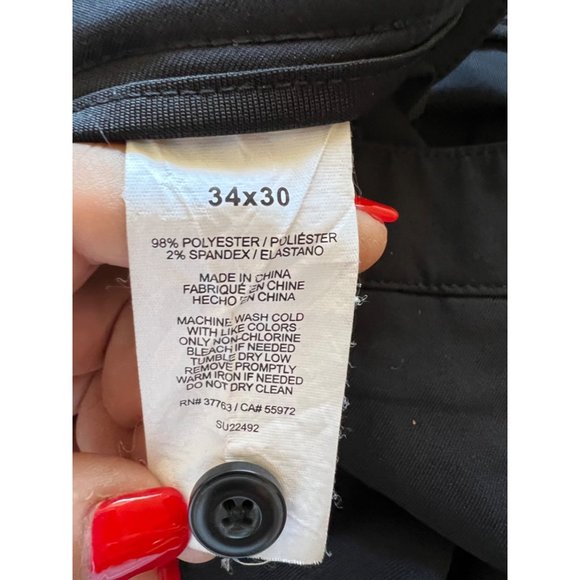 34x30
98% POLYESTER / POLIÉSTER
2% SPANDEX / ELASTANO
MADE IN CHINA
FABRIQUÉ EN CHINE
HECHO EN CHINA
MACHINE WASH COLD
WITH LIKE COLORS
ONLY NON-CHLORINE
BLEACH IF NEEDED
TUMBLE DRY LOW
REMOVE PROMPTLY
WARM IRON IF NEEDED
DO NOT DRY CLEAN
RN# 37763 / CA# 55972
SU22492